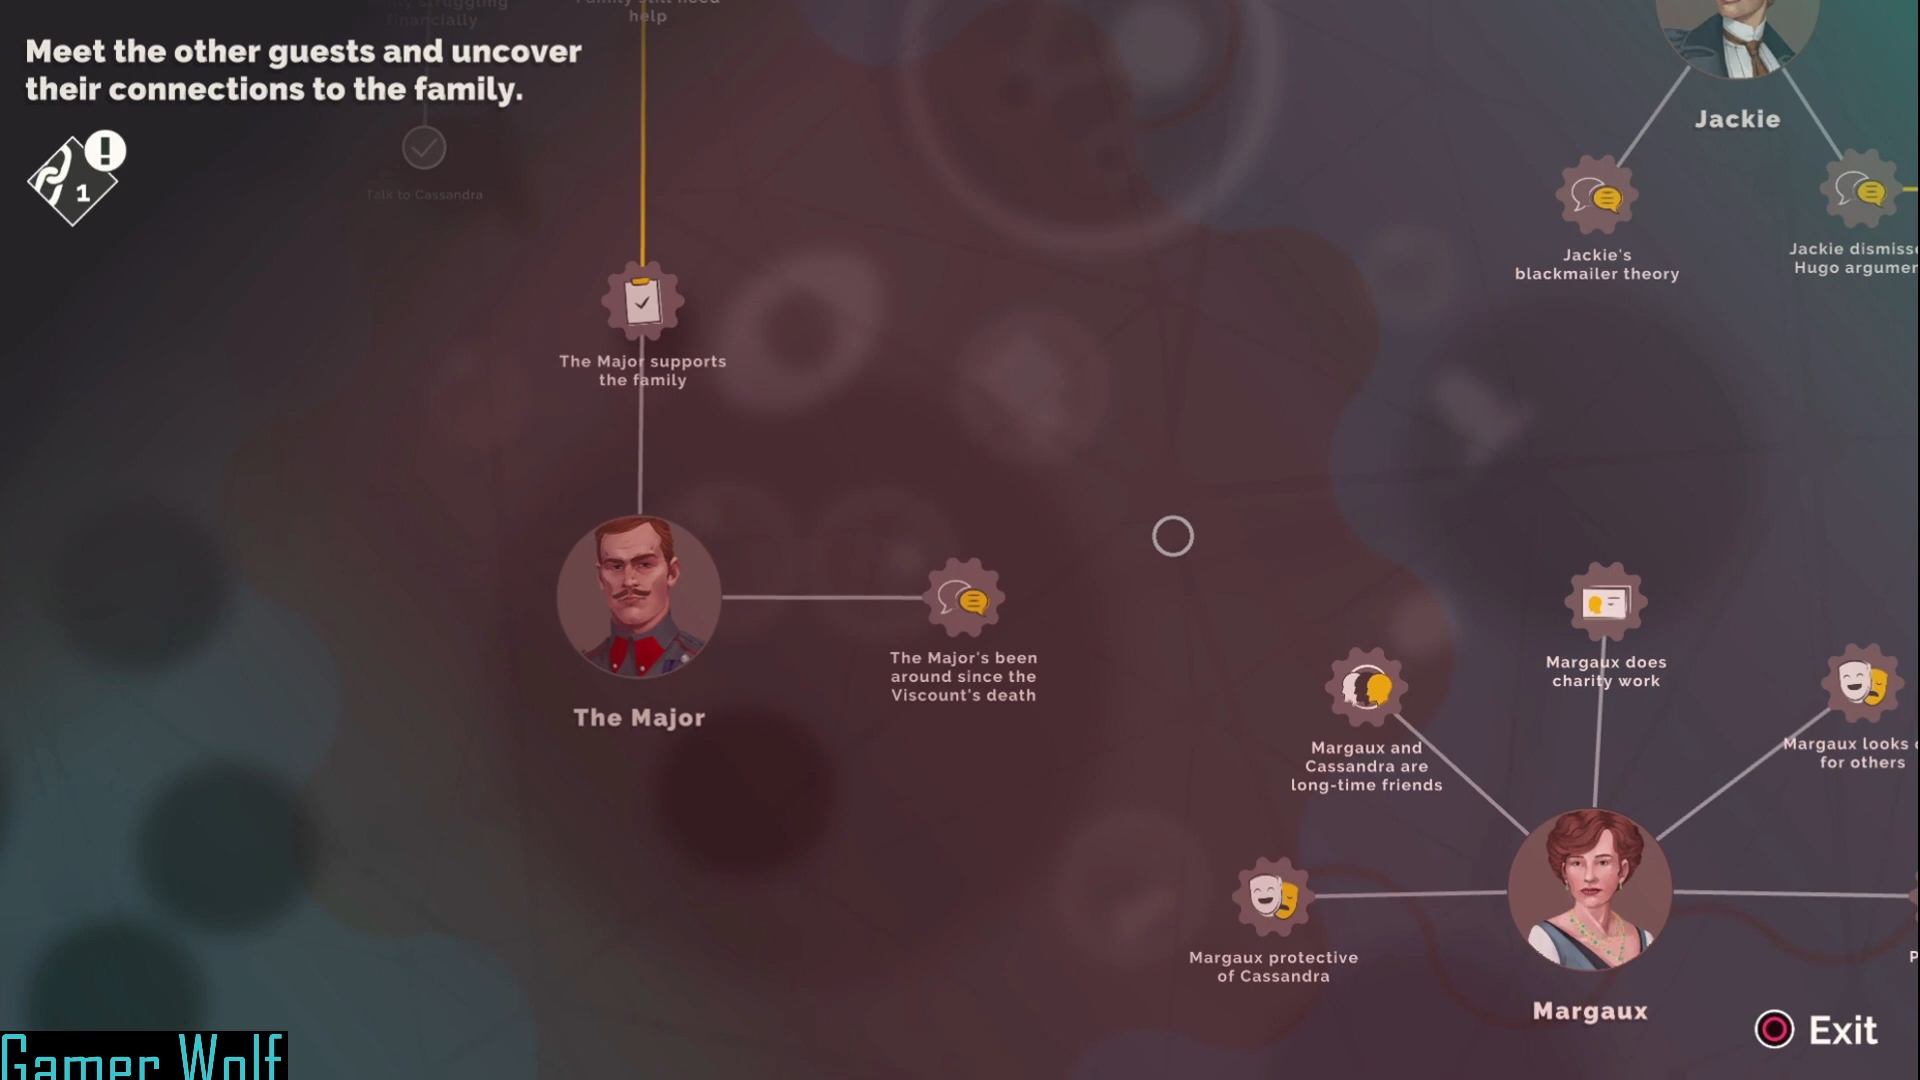 financially
help
Meet the other guests and uncover
their connections to the family.
1
Talk to Cassandra
Jackie
Jackie's
blackmailer theory
Jackie dismisse
Hugo argumen
The Major supports
the family
The Major
The Major's been
around since the
Viscount's death
Margaux does
charity work
Margaux and
Cassandra are
long-time friends
Margaux looks
for others
Margaux protective
of Cassandra
Margaux
P
Exit
Gamer Wolf